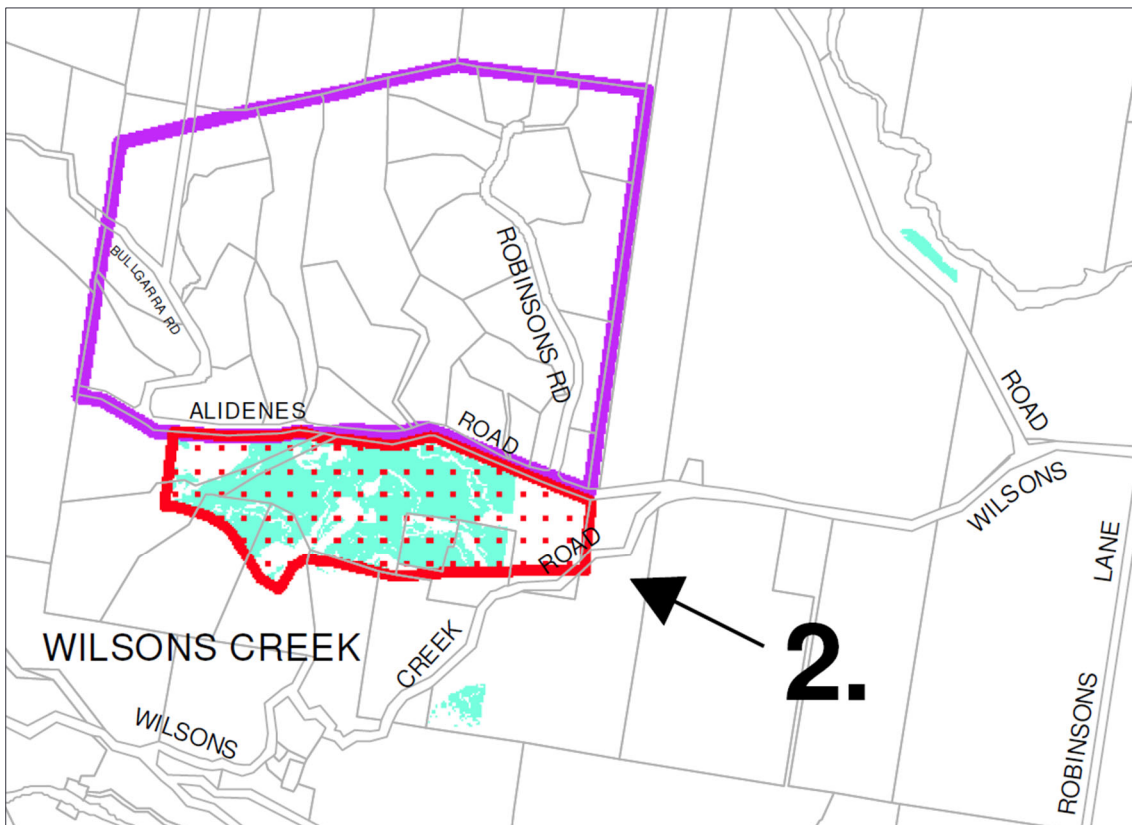 BULLGARRA RD
ROBINSONS RD
ALIDENES
ROAD
ROAD
WILSONS
ROAD
LANE
ROBINSONS
WILSONS CREEK
CREEK
WILSONS
2.